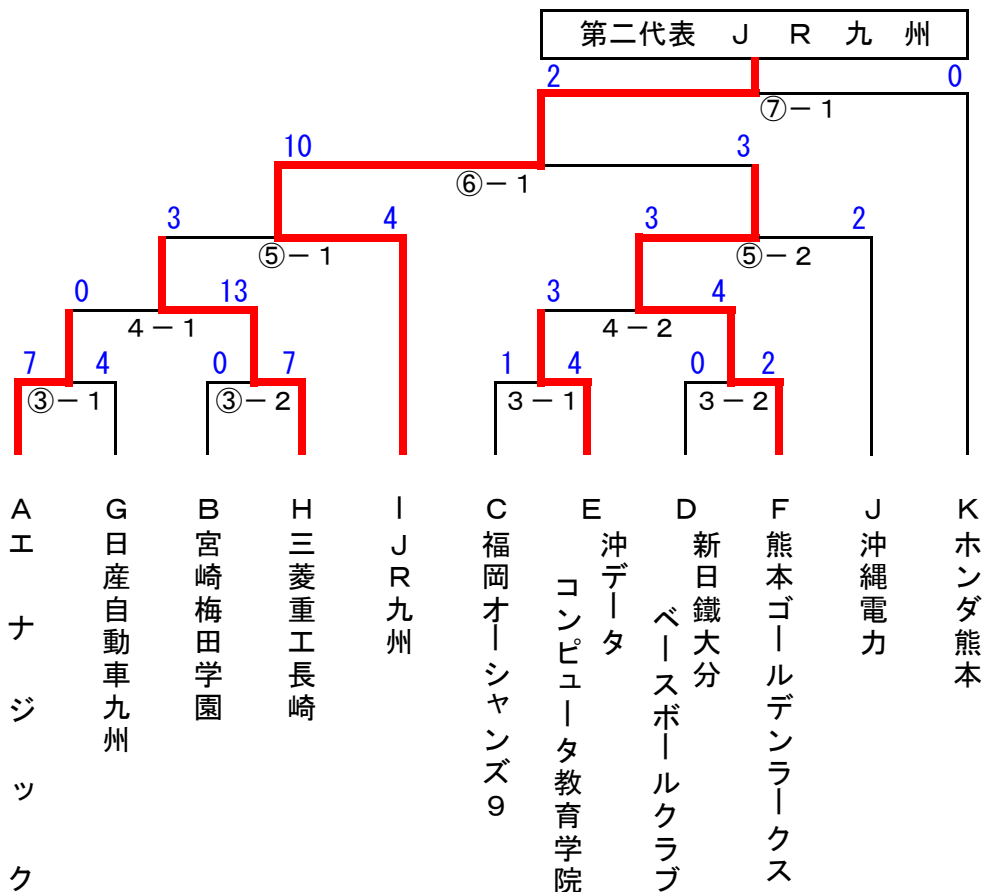 第二代表 J R 九 州
2 0
⑦－1
10 3
⑥－1
3 4 3 2
⑤－1 ⑤－2
0 13 3 4
4－1 4－2
7 4 0 7 1 4 0 2
③－1 ③－2 3－1 3－2
A エナジック
G 日産自動車九州
B 宮崎梅田学園
H 三菱重工長崎
I JR九州
C 福岡オーシャンズ9
E 沖データ
コンピュータ教育学院
D 新日鐵大分
ベースボールクラブ
F 熊本ゴールデンラークス
J 沖縄電力
K ホンダ熊本